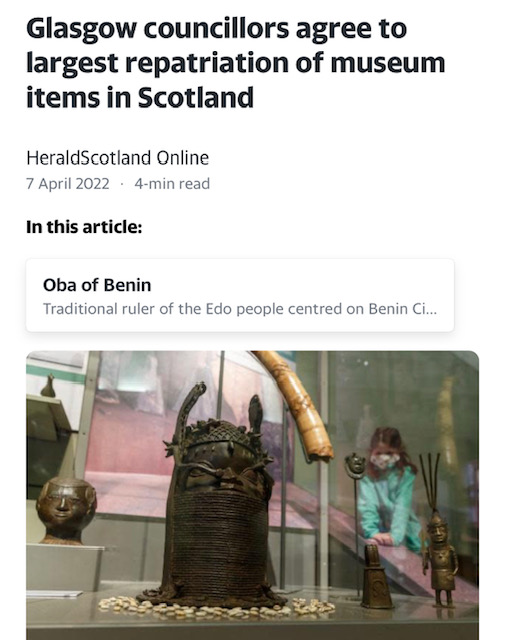 Glasgow councillors agree to
largest repatriation of museum
items in Scotland
HeraldScotland Online
7 April 2022 · 4-min read
In this article:
Oba of Benin
Traditional ruler of the Edo people centred on Benin Ci...